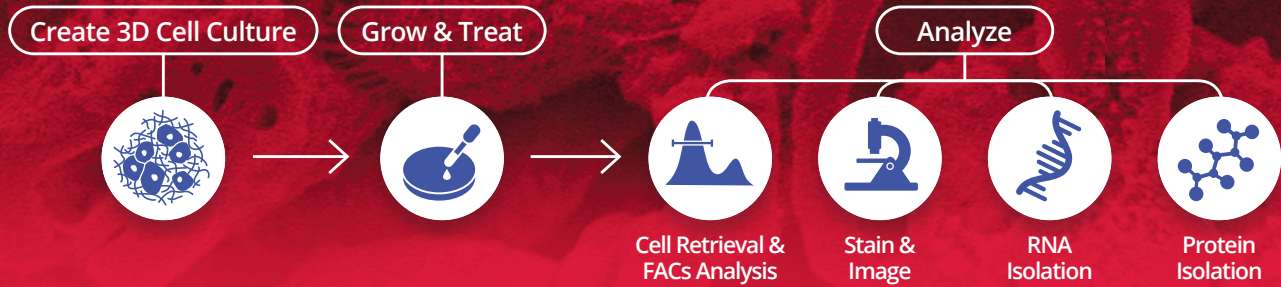 Create 3D Cell Culture
Grow & Treat
Analyze
Cell Retrieval &
FACs Analysis
Stain &
Image
RNA
Isolation
Protein
Isolation